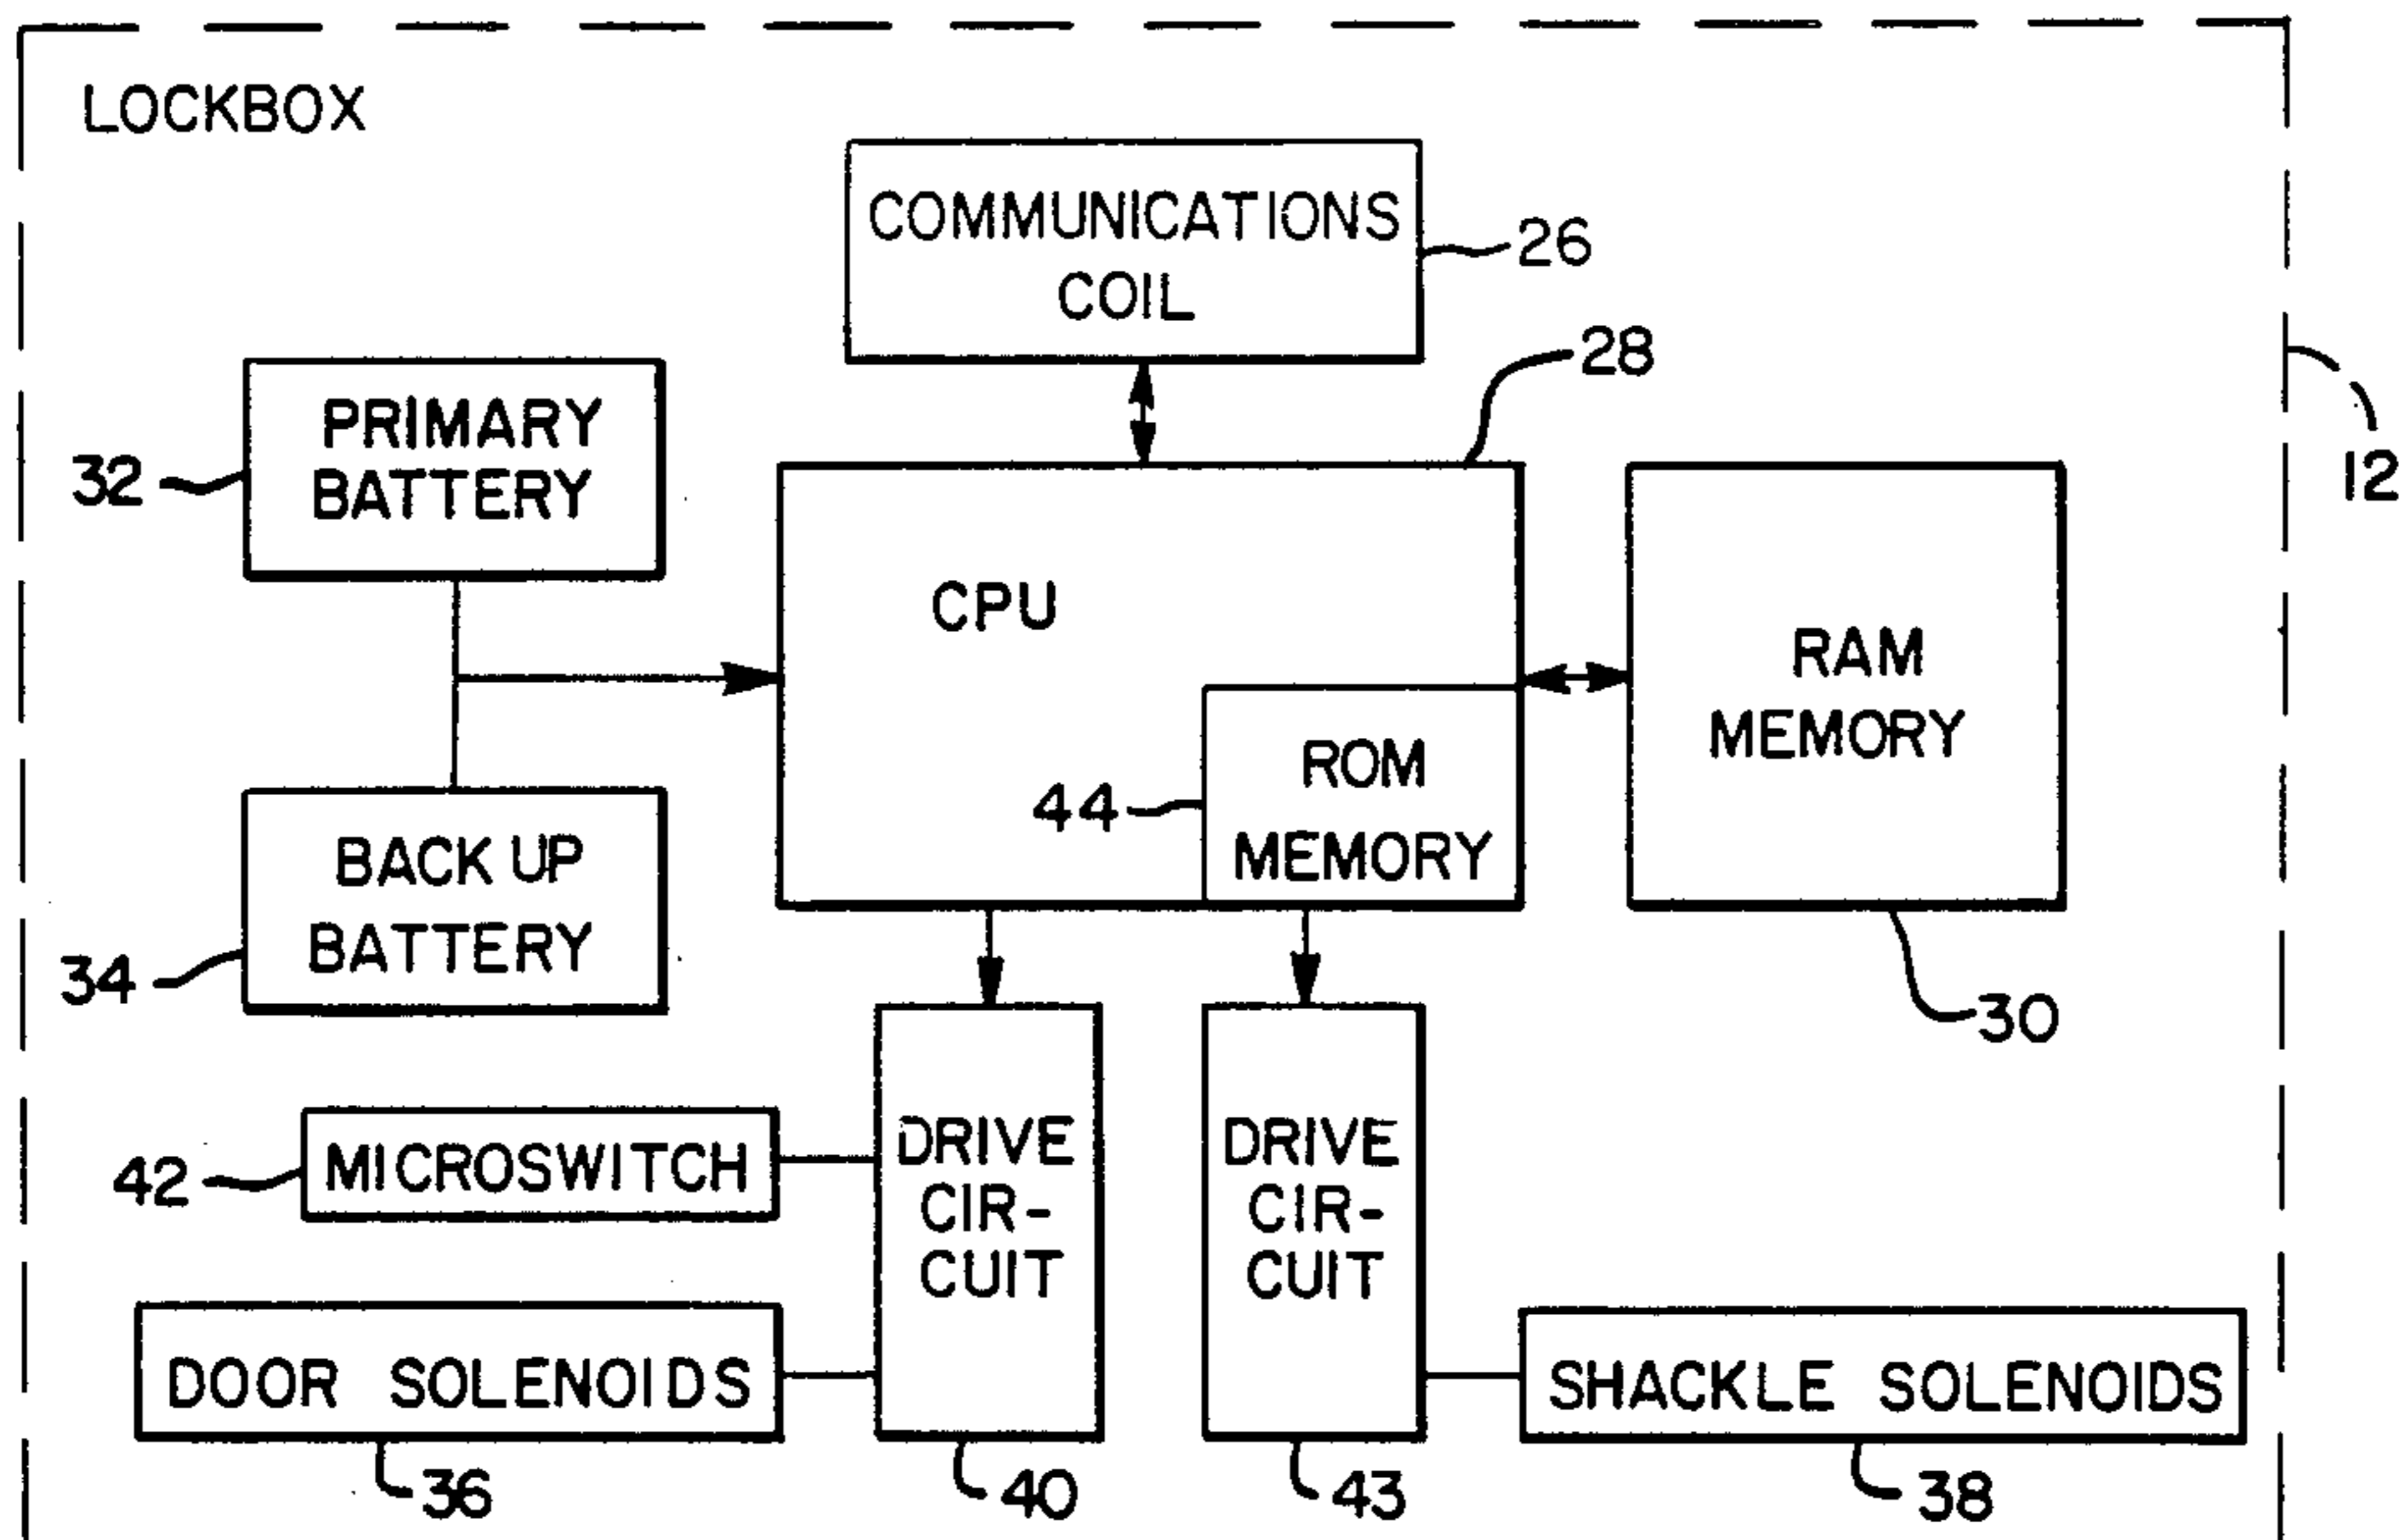 LOCKBOX
COMMUNICATIONS
COIL
26
28
12
PRIMARY
BATTERY
32
CPU
RAM
MEMORY
30
ROM
MEMORY
44
BACK UP
BATTERY
34
MICROSWITCH
42
DRIVE
CIR-
CUIT
40
DRIVE
CIR-
CUIT
43
DOOR SOLENOIDS
36
SHACKLE SOLENOIDS
38